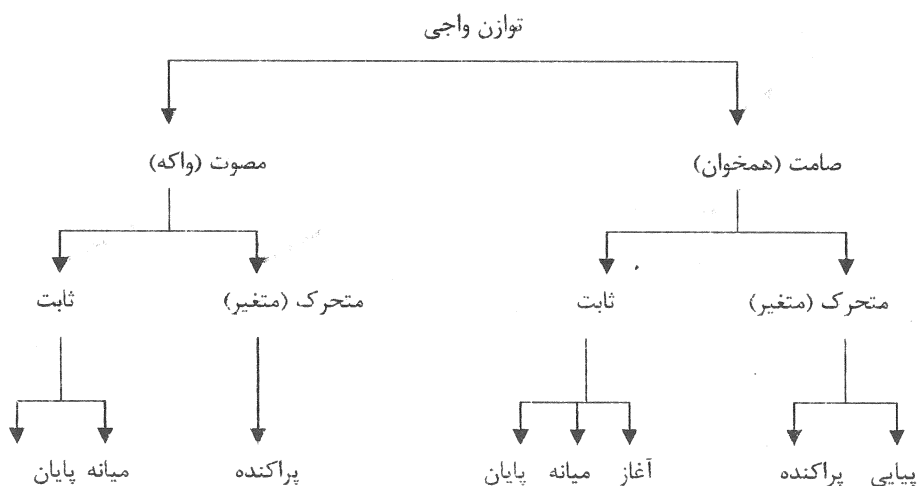 توازن واجی
صامت (همخوان) مصوت (واکه)
متحرک (متغیر) ثابت متحرک (متغیر) ثابت
پیاپی پراکنده آغاز میانه پایان پراکنده میانه پایان